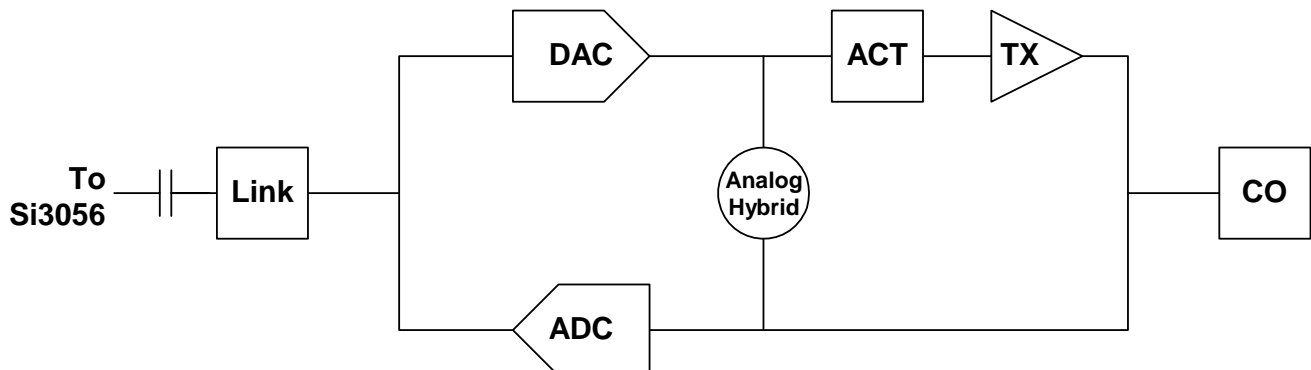 DAC
ACT
TX
To
Si3056
Link
Analog
Hybrid
CO
ADC